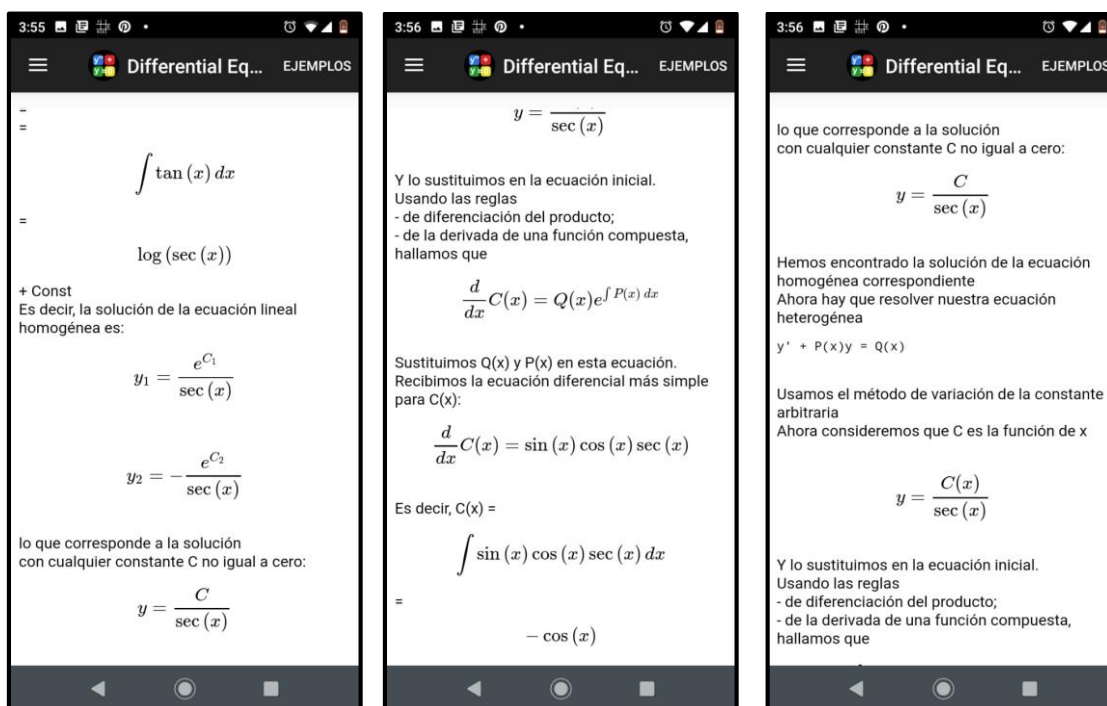 3:55
Differential Eq... EJEMPLOS
=
=
∫ tan (x) dx
=
log (sec (x))
+ Const
Es decir, la solución de la ecuación lineal
homogénea es:
y₁ = e^{C₁} / sec (x)
y₂ = − e^{C₂} / sec (x)
lo que corresponde a la solución
con cualquier constante C no igual a cero:
y = C / sec (x)
3:56
Differential Eq... EJEMPLOS
y = / sec (x)
Y lo sustituimos en la ecuación inicial.
Usando las reglas
- de diferenciación del producto;
- de la derivada de una función compuesta,
hallamos que
d/dx C(x) = Q(x)e^{∫ P(x) dx}
Sustituimos Q(x) y P(x) en esta ecuación.
Recibimos la ecuación diferencial más simple
para C(x):
d/dx C(x) = sin (x) cos (x) sec (x)
Es decir, C(x) =
∫ sin (x) cos (x) sec (x) dx
=
− cos (x)
3:56
Differential Eq... EJEMPLOS
lo que corresponde a la solución
con cualquier constante C no igual a cero:
y = C / sec (x)
Hemos encontrado la solución de la ecuación
homogénea correspondiente
Ahora hay que resolver nuestra ecuación
heterogénea
y' + P(x)y = Q(x)
Usamos el método de variación de la constante
arbitraria
Ahora consideremos que C es la función de x
y = C(x) / sec (x)
Y lo sustituimos en la ecuación inicial.
Usando las reglas
- de diferenciación del producto;
- de la derivada de una función compuesta,
hallamos que